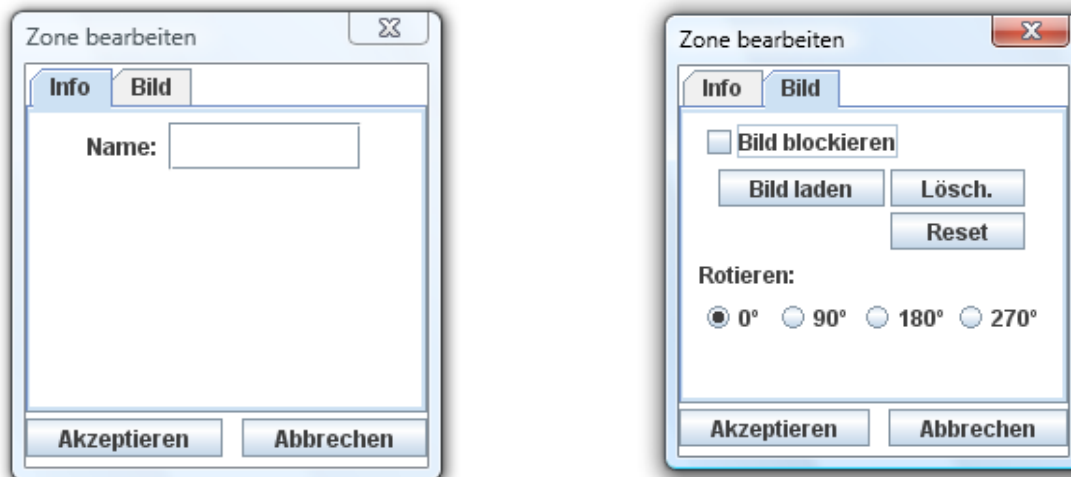 Zone bearbeiten
Info Bild
Name:
Akzeptieren Abbrechen
Zone bearbeiten
Info Bild
Bild blockieren
Bild laden Lösch.
Reset
Rotieren:
0° 90° 180° 270°
Akzeptieren Abbrechen